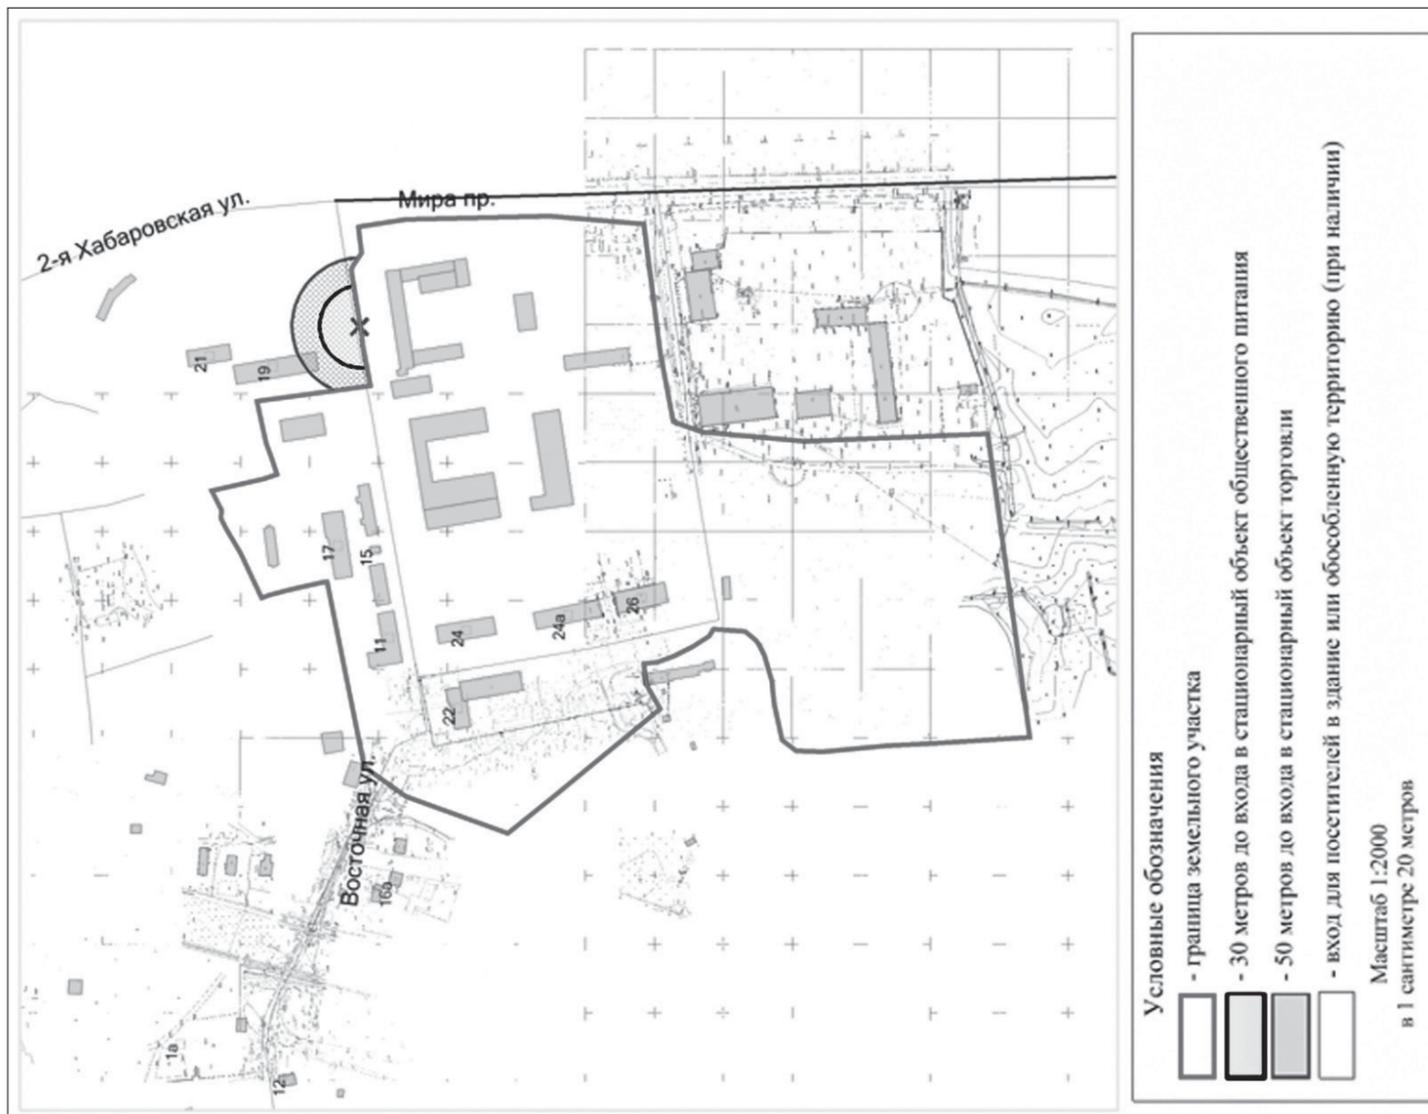 2-я Хабаровская ул.
Мира пр.
21
19
17
15
11
24
24а
26
22
Восточная ул.
16а
1а
12
Условные обозначения
- граница земельного участка
- 30 метров до входа в стационарный объект общественного питания
- 50 метров до входа в стационарный объект торговли
- вход для посетителей в здание или обособленную территорию (при наличии)
Масштаб 1:2000
в 1 сантиметре 20 метров